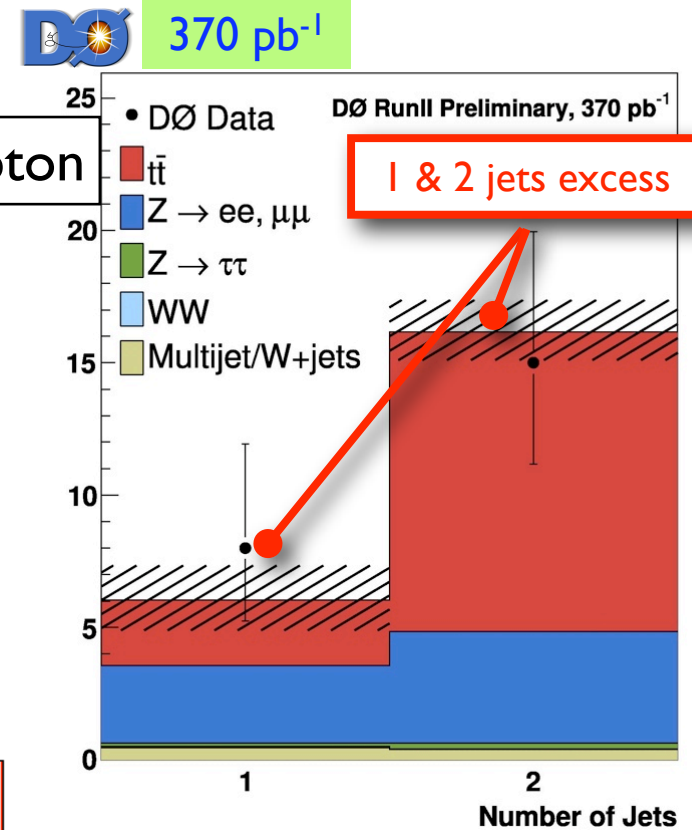 DØ 370 pb-1
DØ RunII Preliminary, 370 pb-1
DØ Data
tt̄
Z → ee, μμ
Z → ττ
WW
Multijet/W+jets
1 & 2 jets excess
25
20
15
10
5
0
1 2
Number of Jets